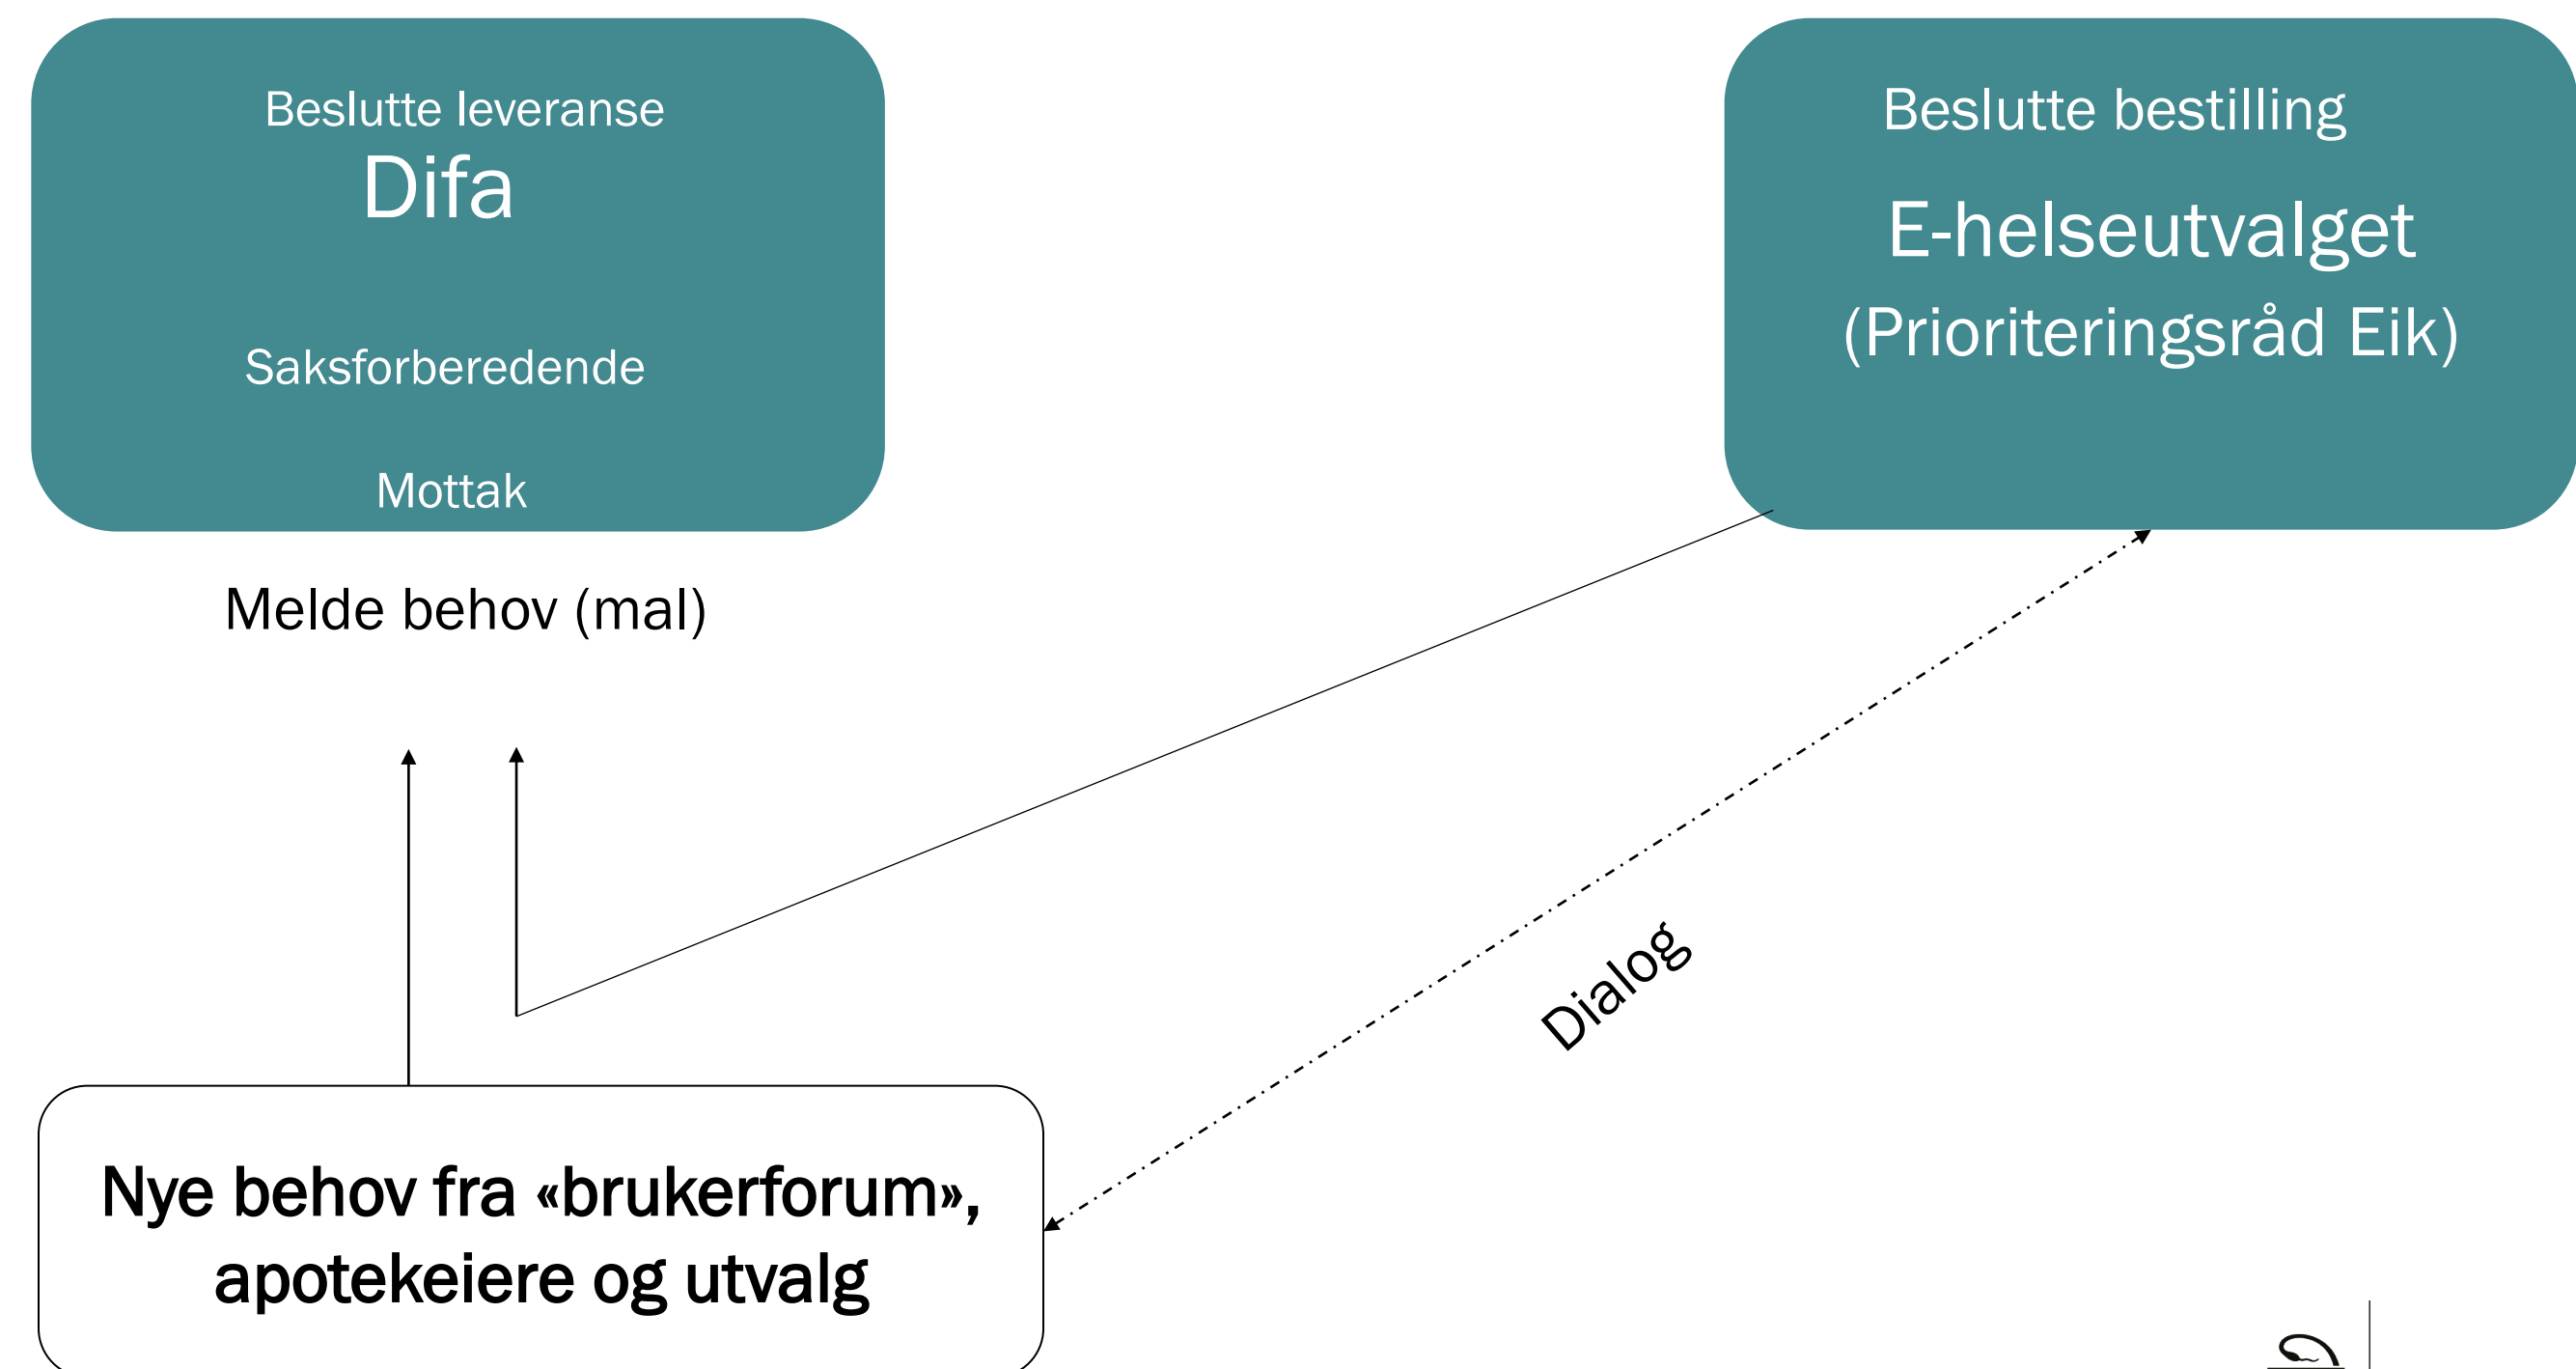 Beslutte leveranse
Difa
Saksforberedende
Mottak
Melde behov (mal)
Beslutte bestilling
E-helseutvalget
(Prioriteringsråd Eik)
Dialog
Nye behov fra «brukerforum»,
apotekeiere og utvalg